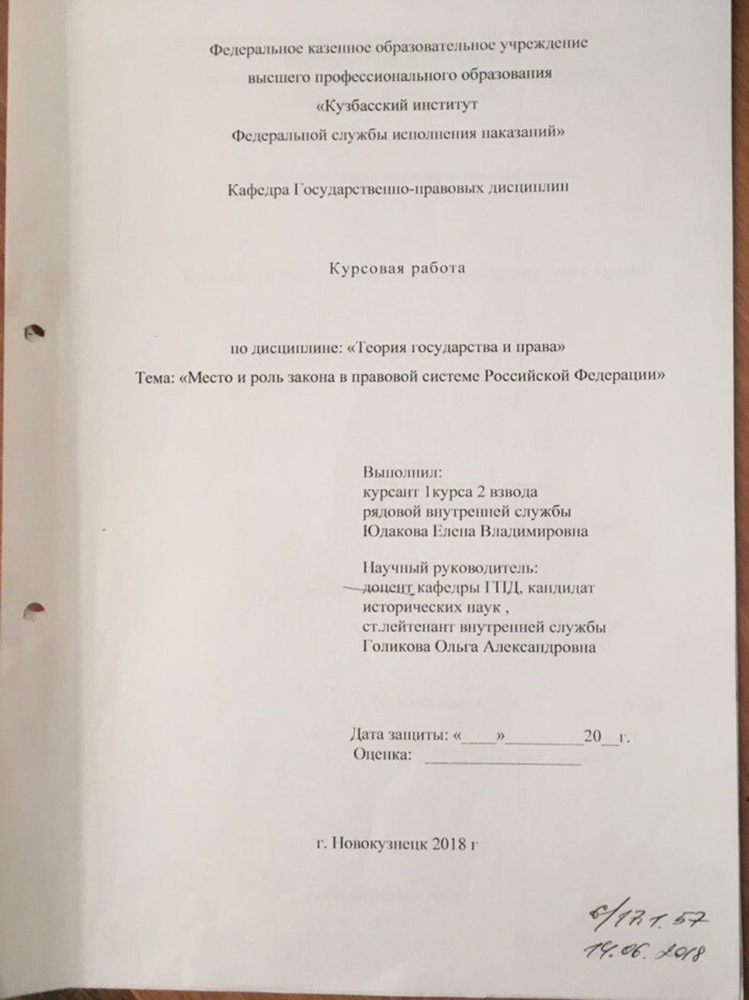 Федеральное казенное образовательное учреждение
высшего профессионального образования
«Кузбасский институт
Федеральной службы исполнения наказаний»
Кафедра Государственно-правовых дисциплин
Курсовая работа
по дисциплине: «Теория государства и права»
Тема: «Место и роль закона в правовой системе Российской Федерации»
Выполнил:
курсант 1курса 2 взвода
рядовой внутренней службы
Юдакова Елена Владимировна
Научный руководитель:
доцент кафедры ГПД, кандидат
исторических наук ,
ст.лейтенант внутренней службы
Голикова Ольга Александровна
Дата защиты: «____»_________20__г.
Оценка: __________________
г. Новокузнецк 2018 г
6/17.1.57
14.06.2018